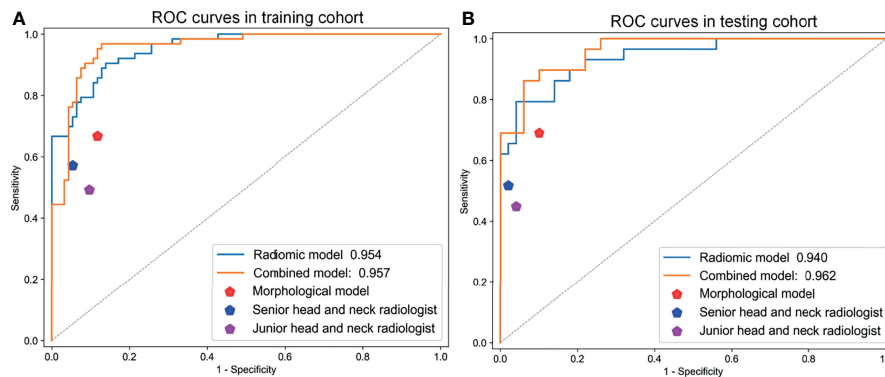 A
ROC curves in training cohort
1.0
0.8
0.6
0.4
0.2
0.0
Sensitivity
Radiomic model 0.954
Combined model: 0.957
Morphological model
Senior head and neck radiologist
Junior head and neck radiologist
0.0 0.2 0.4 0.6 0.8 1.0
1 - Specificity
B
ROC curves in testing cohort
1.0
0.8
0.6
0.4
0.2
0.0
Sensitivity
Radiomic model 0.940
Combined model: 0.962
Morphological model
Senior head and neck radiologist
Junior head and neck radiologist
0.0 0.2 0.4 0.6 0.8 1.0
1 - Specificity